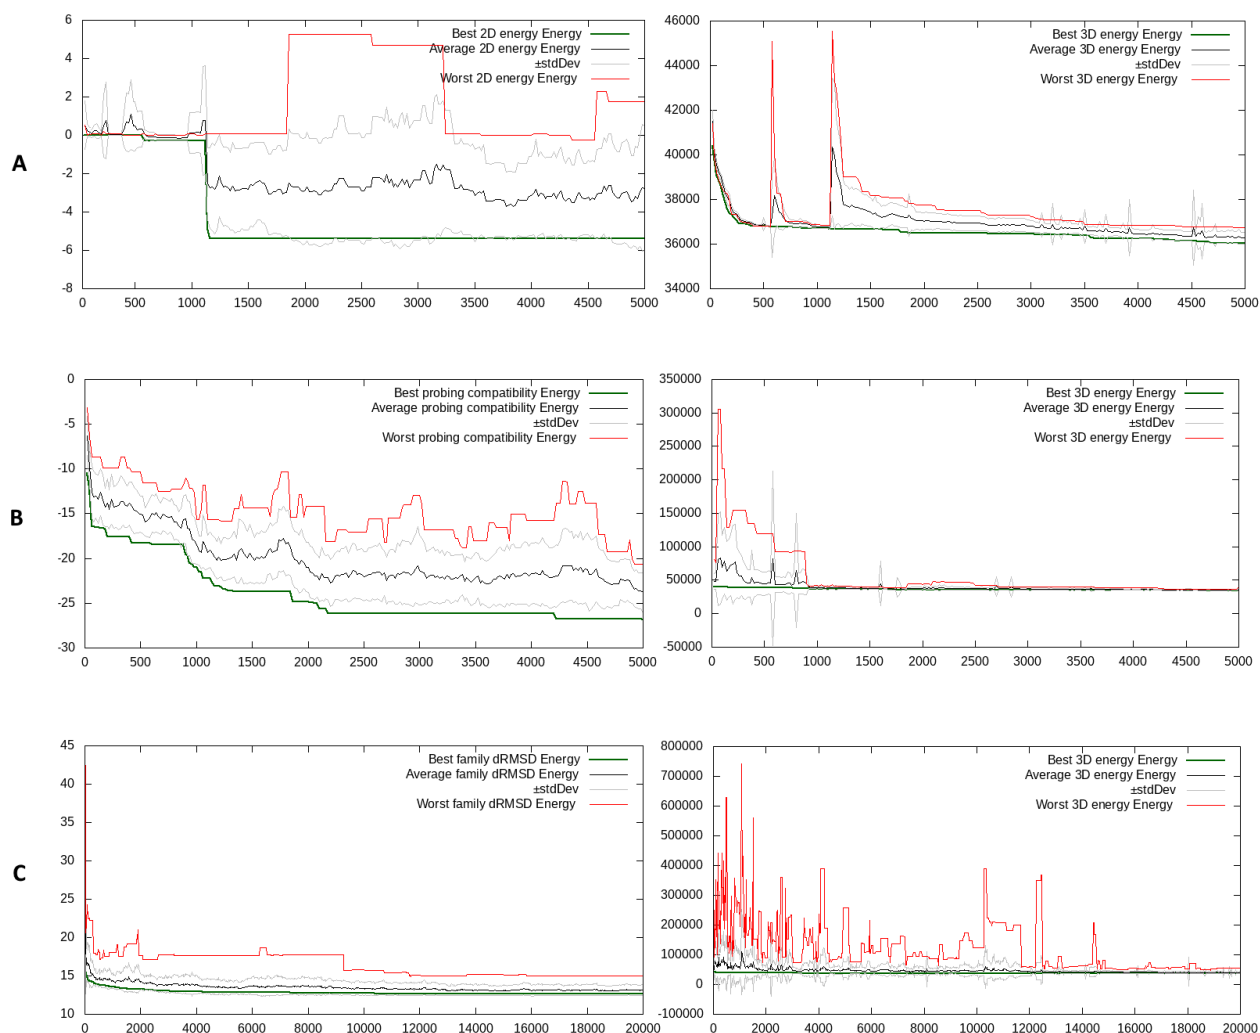 6
4
2
0
-2
-4
-6
-8
0 500 1000 1500 2000 2500 3000 3500 4000 4500 5000
Best 2D energy Energy
Average 2D energy Energy
±stdDev
Worst 2D energy Energy
A
46000
44000
42000
40000
38000
36000
34000
0 500 1000 1500 2000 2500 3000 3500 4000 4500 5000
Best 3D energy Energy
Average 3D energy Energy
±stdDev
Worst 3D energy Energy
0
-5
-10
-15
-20
-25
-30
0 500 1000 1500 2000 2500 3000 3500 4000 4500 5000
Best probing compatibility Energy
Average probing compatibility Energy
±stdDev
Worst probing compatibility Energy
B
350000
300000
250000
200000
150000
100000
50000
0
-50000
0 500 1000 1500 2000 2500 3000 3500 4000 4500 5000
Best 3D energy Energy
Average 3D energy Energy
±stdDev
Worst 3D energy Energy
45
40
35
30
25
20
15
10
0 2000 4000 6000 8000 10000 12000 14000 16000 18000 20000
Best family dRMSD Energy
Average family dRMSD Energy
±stdDev
Worst family dRMSD Energy
C
800000
700000
600000
500000
400000
300000
200000
100000
0
-100000
0 2000 4000 6000 8000 10000 12000 14000 16000 18000 20000
Best 3D energy Energy
Average 3D energy Energy
±stdDev
Worst 3D energy Energy